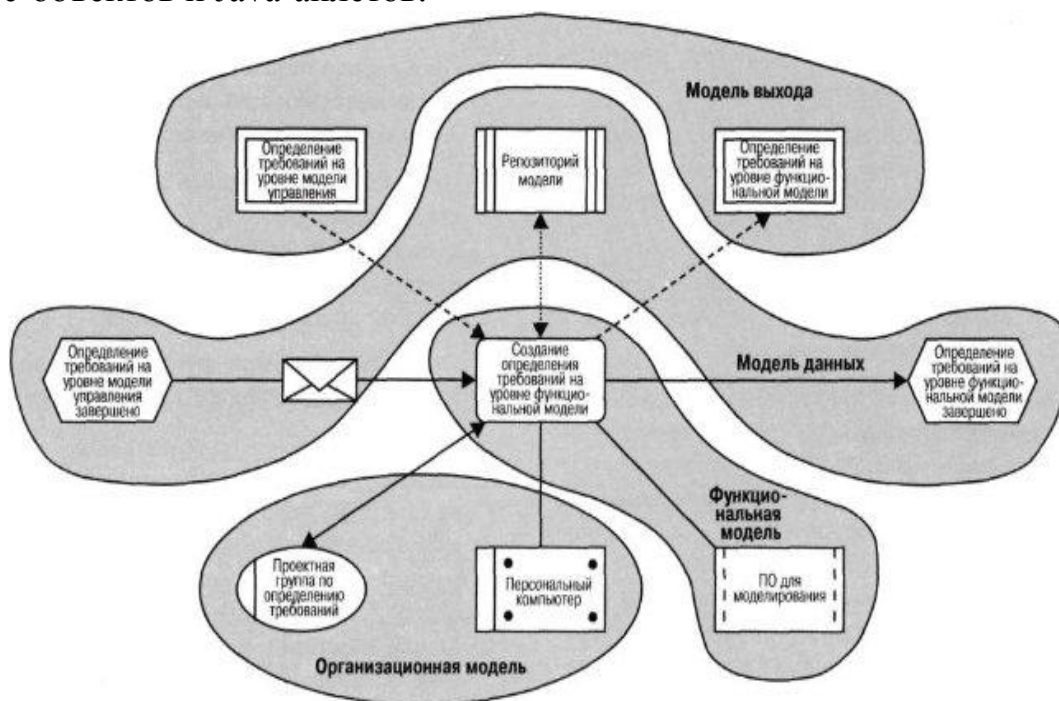 с-объектов и Java-апплетов.
Модель выхода
Определение
требований на
уровне модели
управления
Репозиторий
модели
Определение
требований на
уровне функцио-
нальной модели
Определение
требований на
уровне модели
управления
завершено
Создание
определения
требований на
уровне функцио-
нальной модели
Модель данных
Определение
требований на
уровне функцио-
нальной модели
завершено
Функцио-
нальная
модель
Проектная
группа по
определению
требований
Персональный
компьютер
ПО для
моделирования
Организационная модель